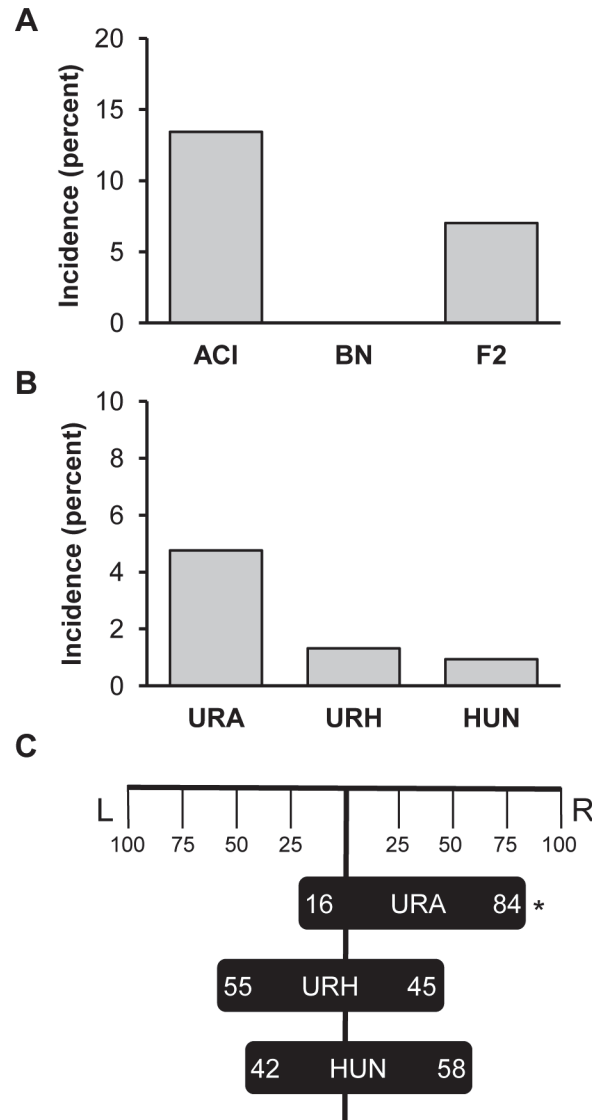 A
Incidence (percent)
20
15
10
5
0
ACI BN F2
B
Incidence (percent)
10
8
6
4
2
0
URA URH HUN
C
L R
100 75 50 25 25 50 75 100
16 URA 84 *
55 URH 45
42 HUN 58